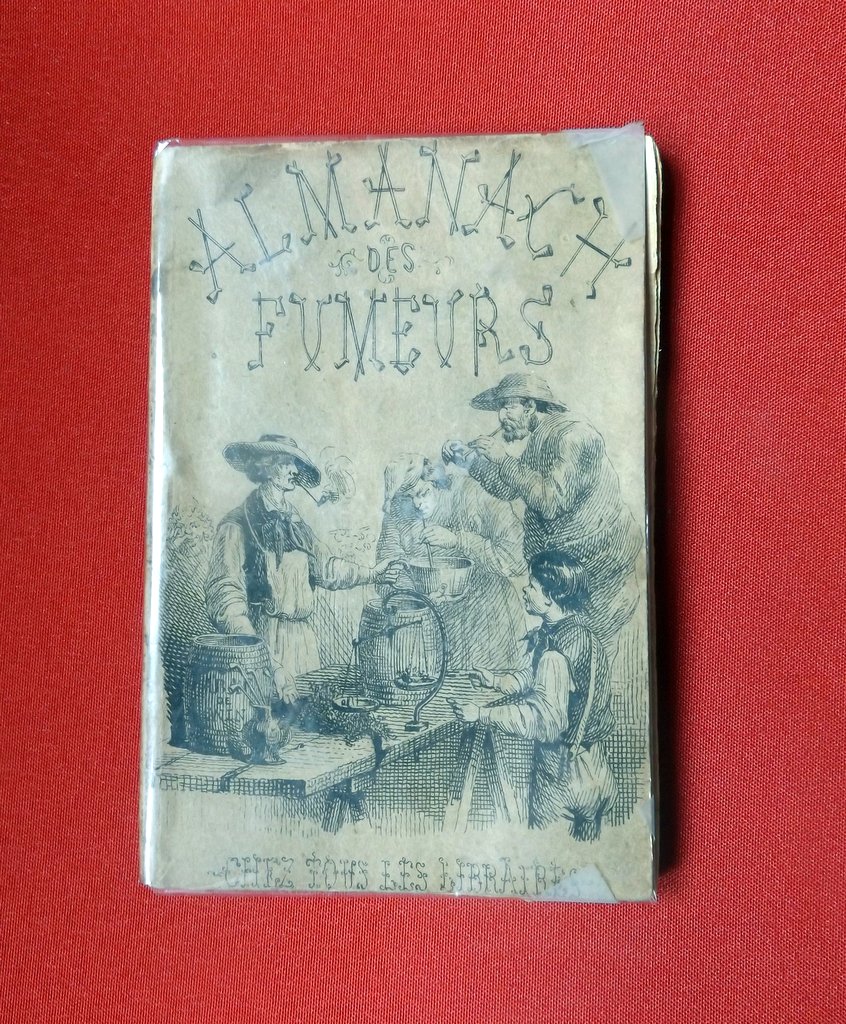 ALMANACH
DES
FUMEURS
CHEZ TOUS LES LIBRAIRES